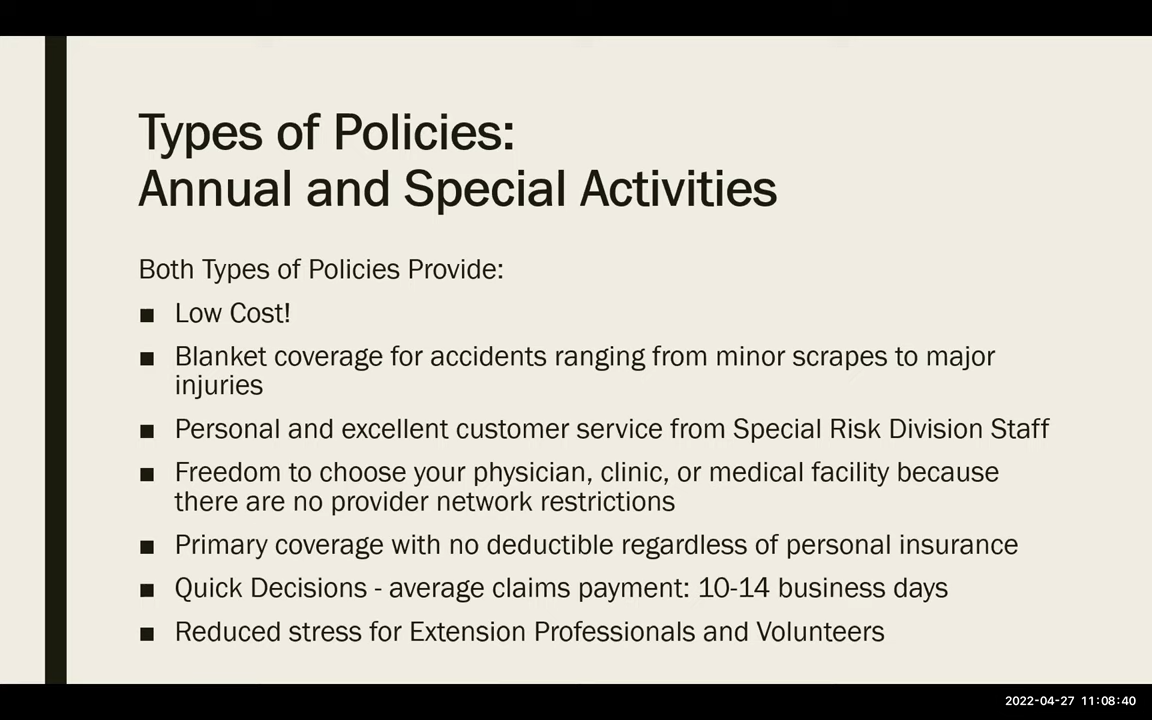 Types of Policies:
Annual and Special Activities
Both Types of Policies Provide:
■ Low Cost!
■ Blanket coverage for accidents ranging from minor scrapes to major
injuries
■ Personal and excellent customer service from Special Risk Division Staff
■ Freedom to choose your physician, clinic, or medical facility because
there are no provider network restrictions
■ Primary coverage with no deductible regardless of personal insurance
■ Quick Decisions - average claims payment: 10-14 business days
■ Reduced stress for Extension Professionals and Volunteers
2022-04-27 11:08:40